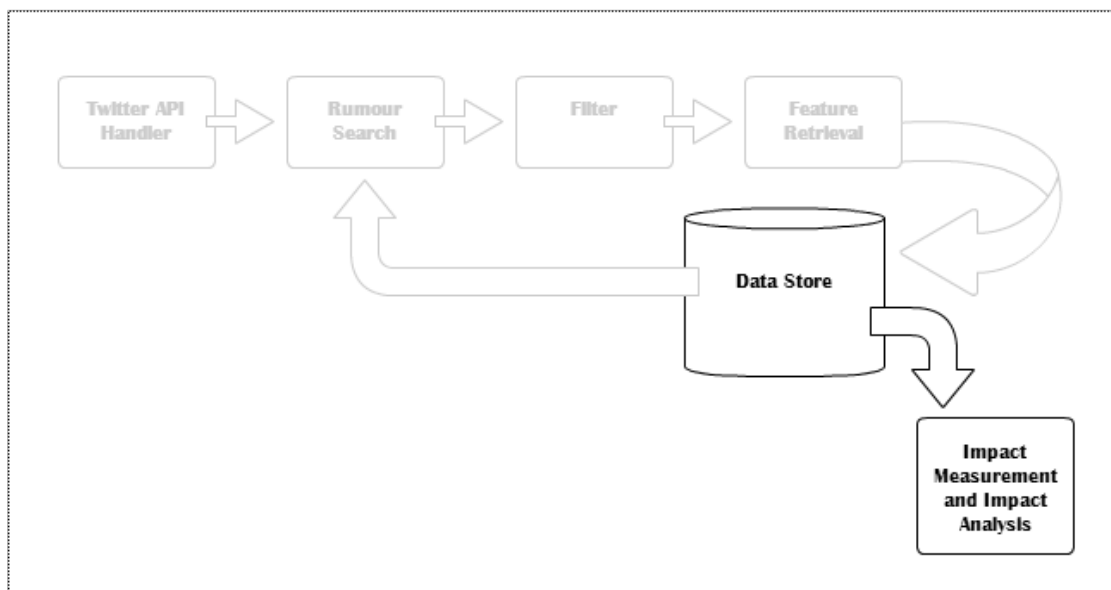 Twitter API
Handler
Rumour
Search
Filter
Feature
Retrieval
Data Store
Impact
Measurement
and Impact
Analysis